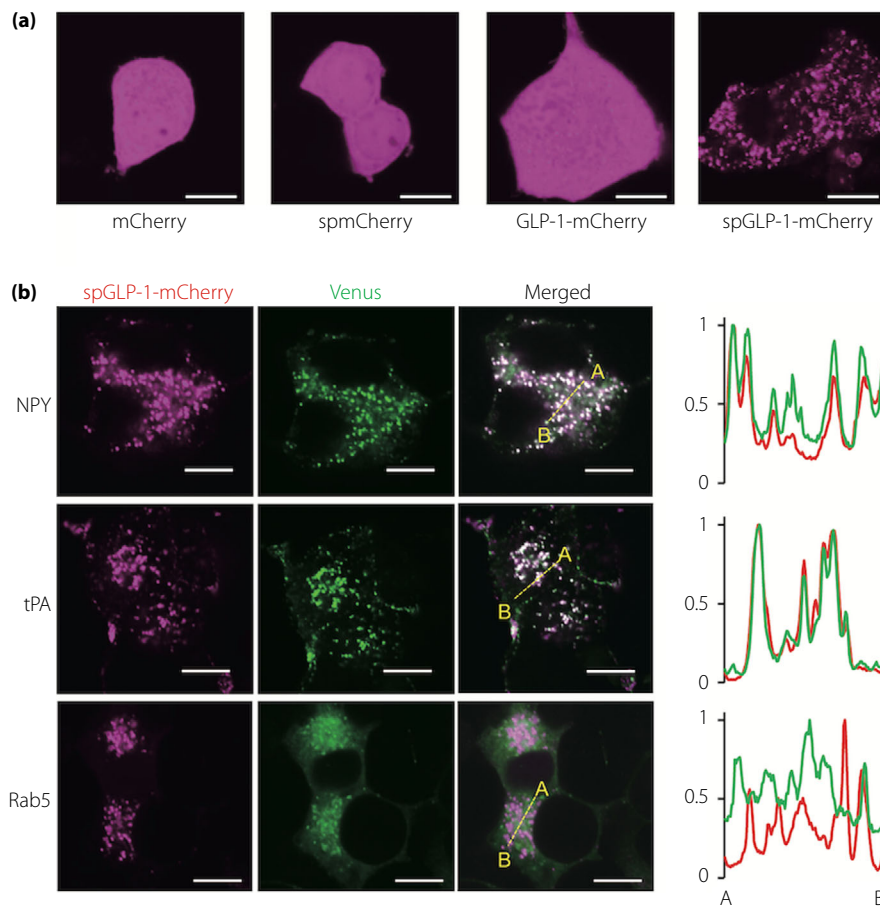 (a)
mCherry spmCherry GLP-1-mCherry spGLP-1-mCherry
(b) spGLP-1-mCherry Venus Merged
NPY A B 1 0.5 0
tPA A B 1 0.5 0
Rab5 A B 1 0.5 0
A